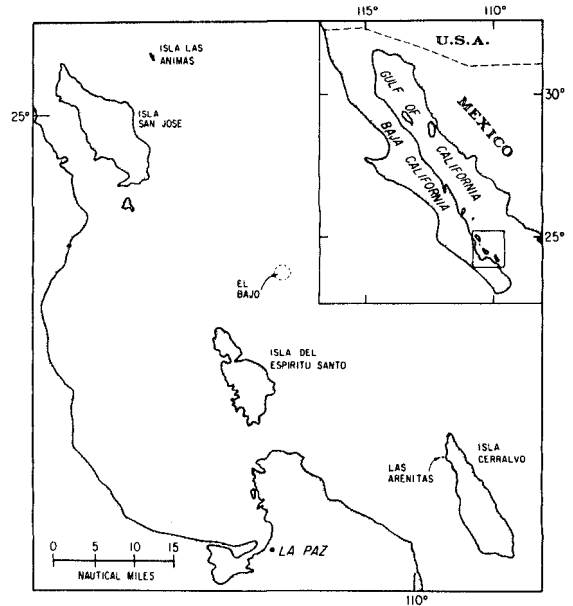 115°
110°
U.S.A.
30°
GULF OF
CALIFORNIA
MEXICO
BAJA
CALIFORNIA
25°
ISLA LAS
ANIMAS
25°
ISLA
SAN JOSE
EL
BAJO
ISLA DEL
ESPIRITU SANTO
ISLA
CERRALVO
LAS
ARENITAS
LA PAZ
0 5 10 15
NAUTICAL MILES
110°